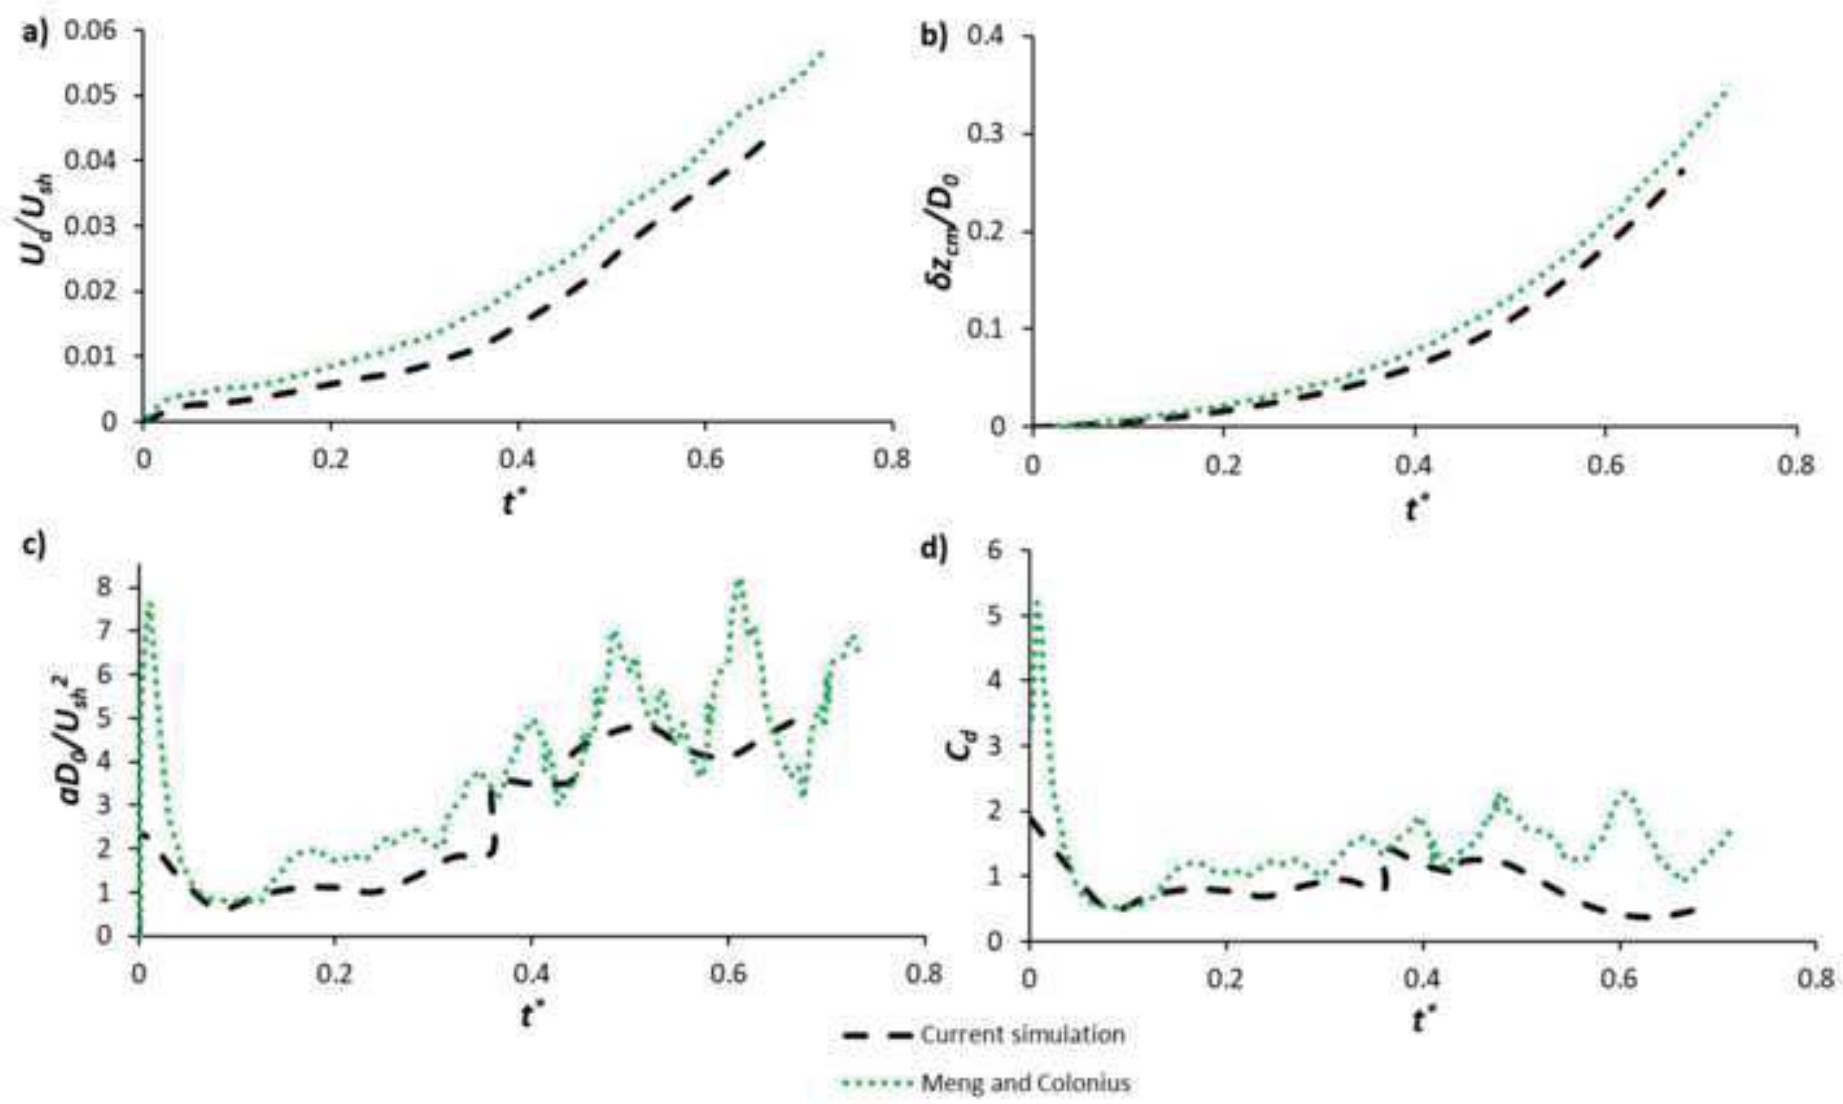 a)
0.06
0.05
0.04
0.03
0.02
0.01
0
U_d/U_sh
0 0.2 0.4 0.6 0.8
t*
b)
0.4
0.3
0.2
0.1
0
δz_cm/D_0
0 0.2 0.4 0.6 0.8
t*
c)
8
7
6
5
4
3
2
1
0
aD_0/U_sh^2
0 0.2 0.4 0.6 0.8
t*
d)
6
5
4
3
2
1
0
C_d
0 0.2 0.4 0.6 0.8
t*
Current simulation
Meng and Colonius